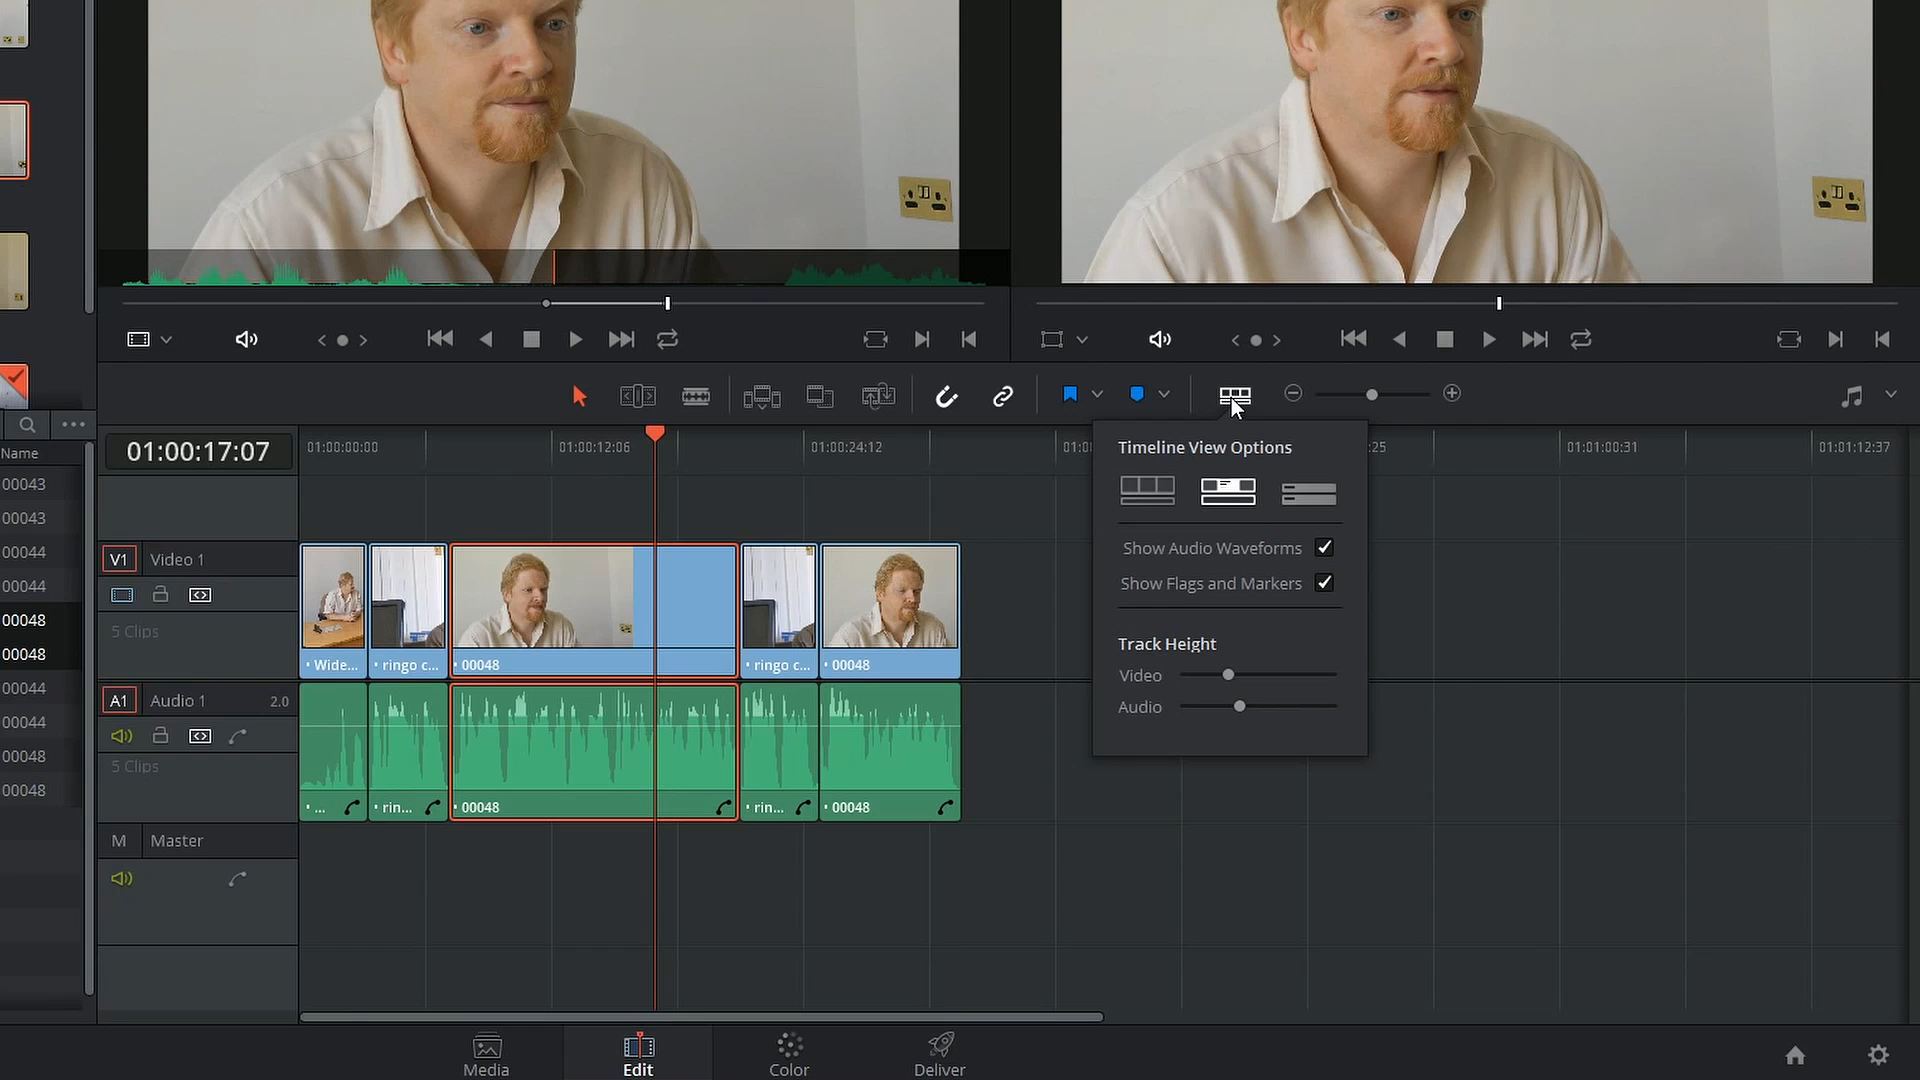 01:00:17:07
01:00:00:00
01:00:12:06
01:00:24:12
01:0
:25
01:01:00:31
01:01:12:37
Timeline View Options
Show Audio Waveforms
Show Flags and Markers
Track Height
Video
Audio
Name
00043
00043
00044
00044
00048
00048
00044
00044
00048
00048
V1 Video 1
5 Clips
Wide...
ringo c...
00048
ringo c...
00048
A1 Audio 1 2.0
5 Clips
...
rin...
00048
rin...
00048
M Master
Media
Edit
Color
Deliver